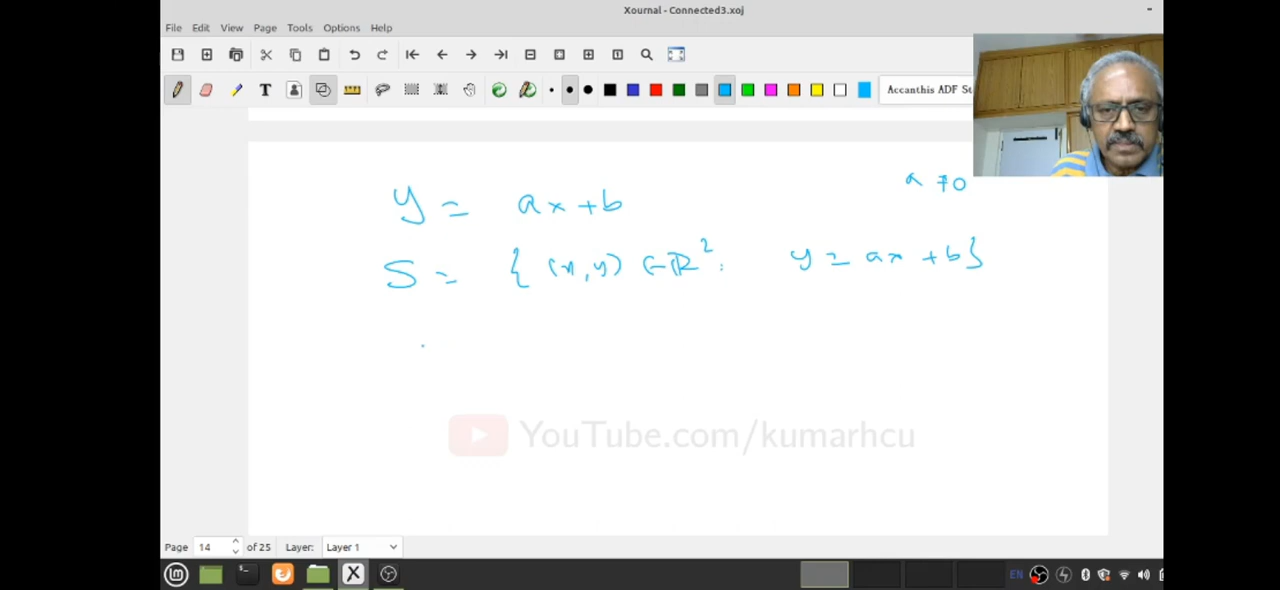 Xournal - Connected3.xoj
File Edit View Page Tools Options Help
Accanthis ADF St
a ≠ 0
y = ax + b
S = { (x, y) ∈ ℝ² : y = ax + b }
YouTube.com/kumarhcu
Page 14 of 25 Layer: Layer 1
EN